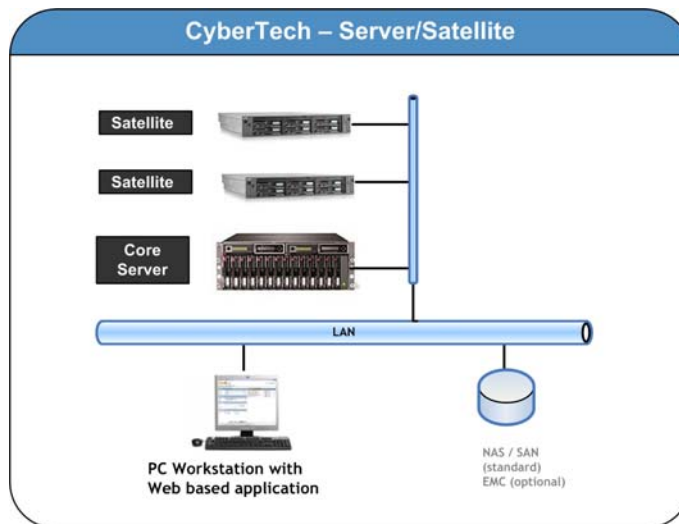 CyberTech – Server/Satellite
Satellite
Satellite
Core
Server
LAN
PC Workstation with
Web based application
NAS / SAN
(standard)
EMC (optional)